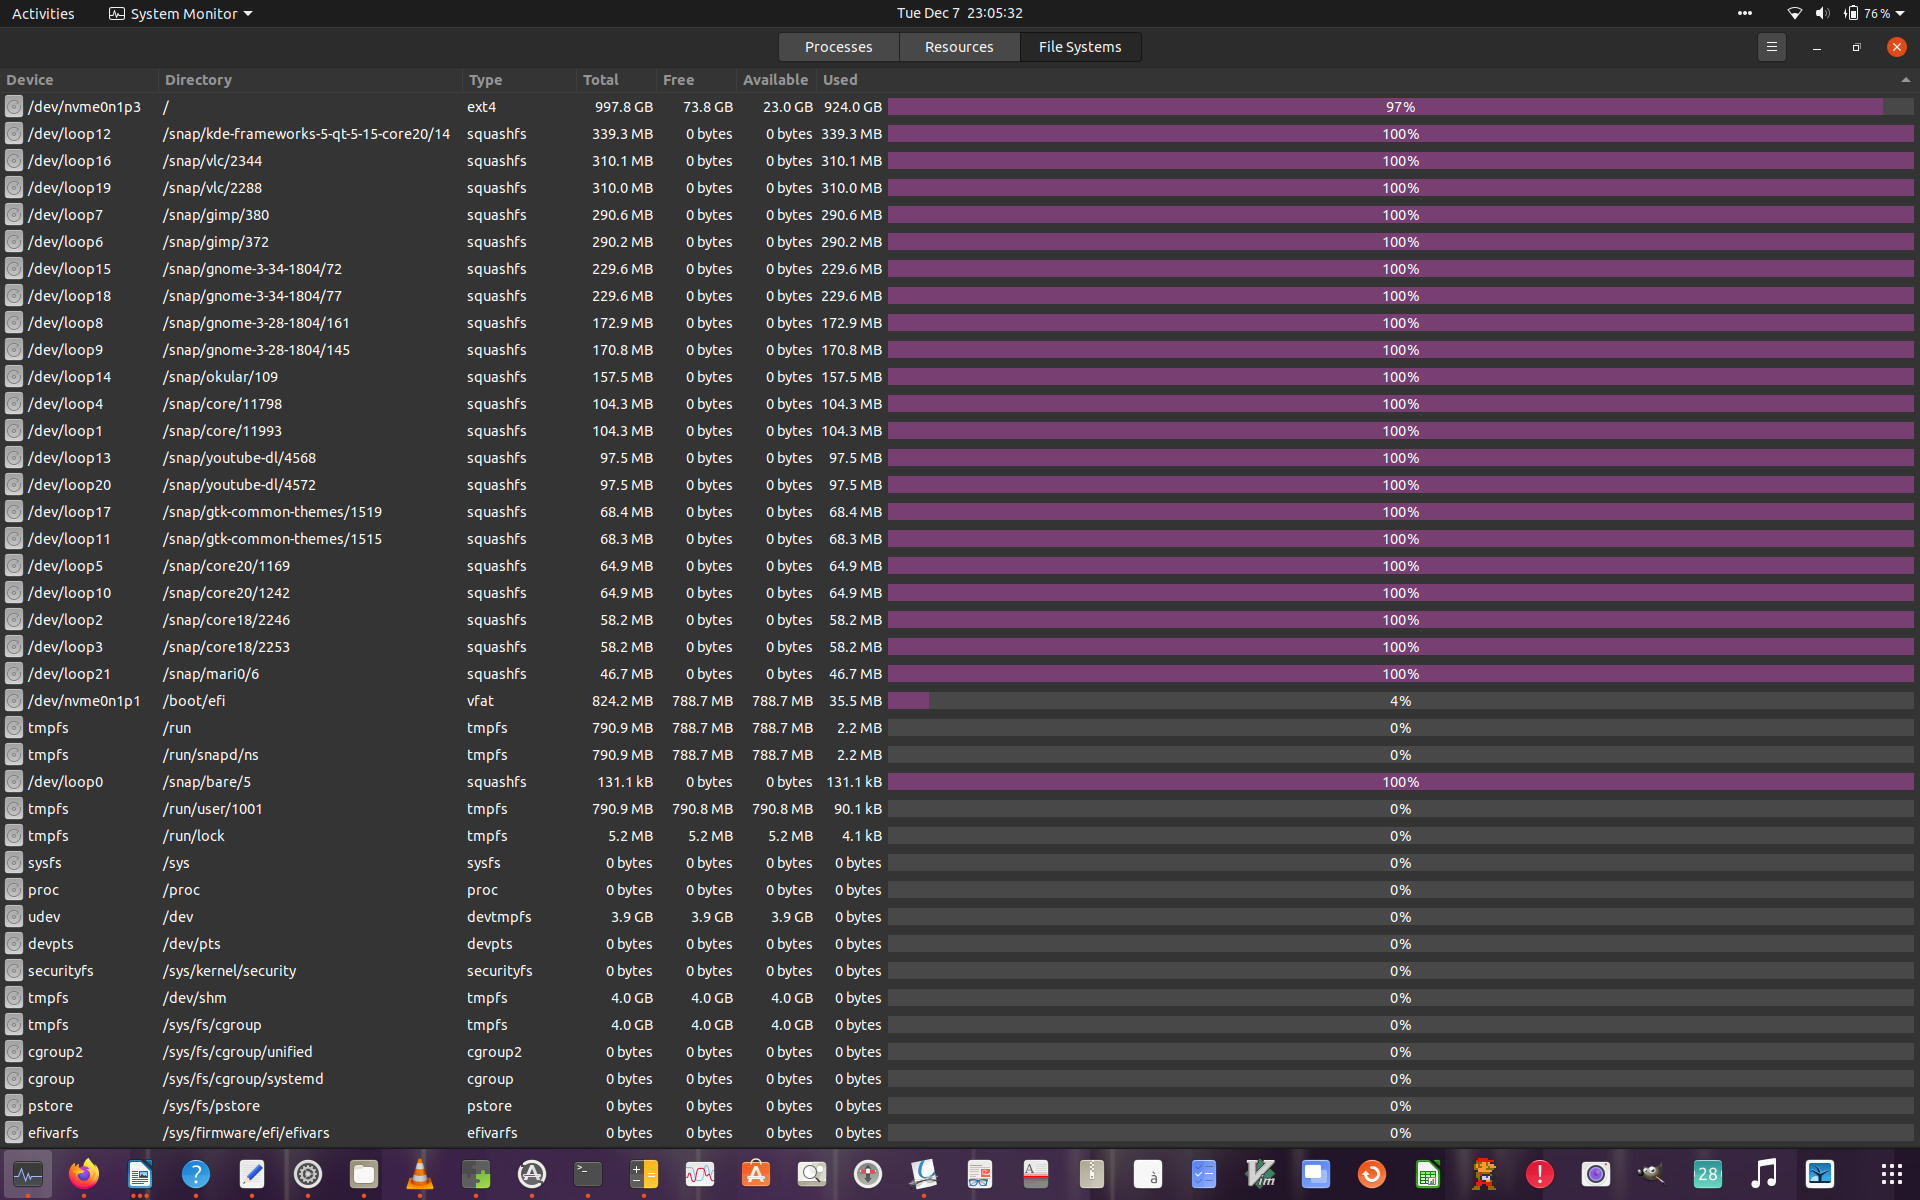 Activities System Monitor Tue Dec 7 23:05:32 76 %
Processes Resources File Systems
Device Directory Type Total Free Available Used
/dev/nvme0n1p3 / ext4 997.8 GB 73.8 GB 23.0 GB 924.0 GB 97%
/dev/loop12 /snap/kde-frameworks-5-qt-5-15-core20/14 squashfs 339.3 MB 0 bytes 0 bytes 339.3 MB 100%
/dev/loop16 /snap/vlc/2344 squashfs 310.1 MB 0 bytes 0 bytes 310.1 MB 100%
/dev/loop19 /snap/vlc/2288 squashfs 310.0 MB 0 bytes 0 bytes 310.0 MB 100%
/dev/loop7 /snap/gimp/380 squashfs 290.6 MB 0 bytes 0 bytes 290.6 MB 100%
/dev/loop6 /snap/gimp/372 squashfs 290.2 MB 0 bytes 0 bytes 290.2 MB 100%
/dev/loop15 /snap/gnome-3-34-1804/72 squashfs 229.6 MB 0 bytes 0 bytes 229.6 MB 100%
/dev/loop18 /snap/gnome-3-34-1804/77 squashfs 229.6 MB 0 bytes 0 bytes 229.6 MB 100%
/dev/loop8 /snap/gnome-3-28-1804/161 squashfs 172.9 MB 0 bytes 0 bytes 172.9 MB 100%
/dev/loop9 /snap/gnome-3-28-1804/145 squashfs 170.8 MB 0 bytes 0 bytes 170.8 MB 100%
/dev/loop14 /snap/okular/109 squashfs 157.5 MB 0 bytes 0 bytes 157.5 MB 100%
/dev/loop4 /snap/core/11798 squashfs 104.3 MB 0 bytes 0 bytes 104.3 MB 100%
/dev/loop1 /snap/core/11993 squashfs 104.3 MB 0 bytes 0 bytes 104.3 MB 100%
/dev/loop13 /snap/youtube-dl/4568 squashfs 97.5 MB 0 bytes 0 bytes 97.5 MB 100%
/dev/loop20 /snap/youtube-dl/4572 squashfs 97.5 MB 0 bytes 0 bytes 97.5 MB 100%
/dev/loop17 /snap/gtk-common-themes/1519 squashfs 68.4 MB 0 bytes 0 bytes 68.4 MB 100%
/dev/loop11 /snap/gtk-common-themes/1515 squashfs 68.3 MB 0 bytes 0 bytes 68.3 MB 100%
/dev/loop5 /snap/core20/1169 squashfs 64.9 MB 0 bytes 0 bytes 64.9 MB 100%
/dev/loop10 /snap/core20/1242 squashfs 64.9 MB 0 bytes 0 bytes 64.9 MB 100%
/dev/loop2 /snap/core18/2246 squashfs 58.2 MB 0 bytes 0 bytes 58.2 MB 100%
/dev/loop3 /snap/core18/2253 squashfs 58.2 MB 0 bytes 0 bytes 58.2 MB 100%
/dev/loop21 /snap/mari0/6 squashfs 46.7 MB 0 bytes 0 bytes 46.7 MB 100%
/dev/nvme0n1p1 /boot/efi vfat 824.2 MB 788.7 MB 788.7 MB 35.5 MB 4%
tmpfs /run tmpfs 790.9 MB 788.7 MB 788.7 MB 2.2 MB 0%
tmpfs /run/snapd/ns tmpfs 790.9 MB 788.7 MB 788.7 MB 2.2 MB 0%
/dev/loop0 /snap/bare/5 squashfs 131.1 kB 0 bytes 0 bytes 131.1 kB 100%
tmpfs /run/user/1001 tmpfs 790.9 MB 790.8 MB 790.8 MB 90.1 kB 0%
tmpfs /run/lock tmpfs 5.2 MB 5.2 MB 5.2 MB 4.1 kB 0%
sysfs /sys sysfs 0 bytes 0 bytes 0 bytes 0 bytes 0%
proc /proc proc 0 bytes 0 bytes 0 bytes 0 bytes 0%
udev /dev devtmpfs 3.9 GB 3.9 GB 3.9 GB 0 bytes 0%
devpts /dev/pts devpts 0 bytes 0 bytes 0 bytes 0 bytes 0%
securityfs /sys/kernel/security securityfs 0 bytes 0 bytes 0 bytes 0 bytes 0%
tmpfs /dev/shm tmpfs 4.0 GB 4.0 GB 4.0 GB 0 bytes 0%
tmpfs /sys/fs/cgroup tmpfs 4.0 GB 4.0 GB 4.0 GB 0 bytes 0%
cgroup2 /sys/fs/cgroup/unified cgroup2 0 bytes 0 bytes 0 bytes 0 bytes 0%
cgroup /sys/fs/cgroup/systemd cgroup 0 bytes 0 bytes 0 bytes 0 bytes 0%
pstore /sys/fs/pstore pstore 0 bytes 0 bytes 0 bytes 0 bytes 0%
efivarfs /sys/firmware/efi/efivars efivarfs 0 bytes 0 bytes 0 bytes 0 bytes 0%
? >_ A à Vim ! 28